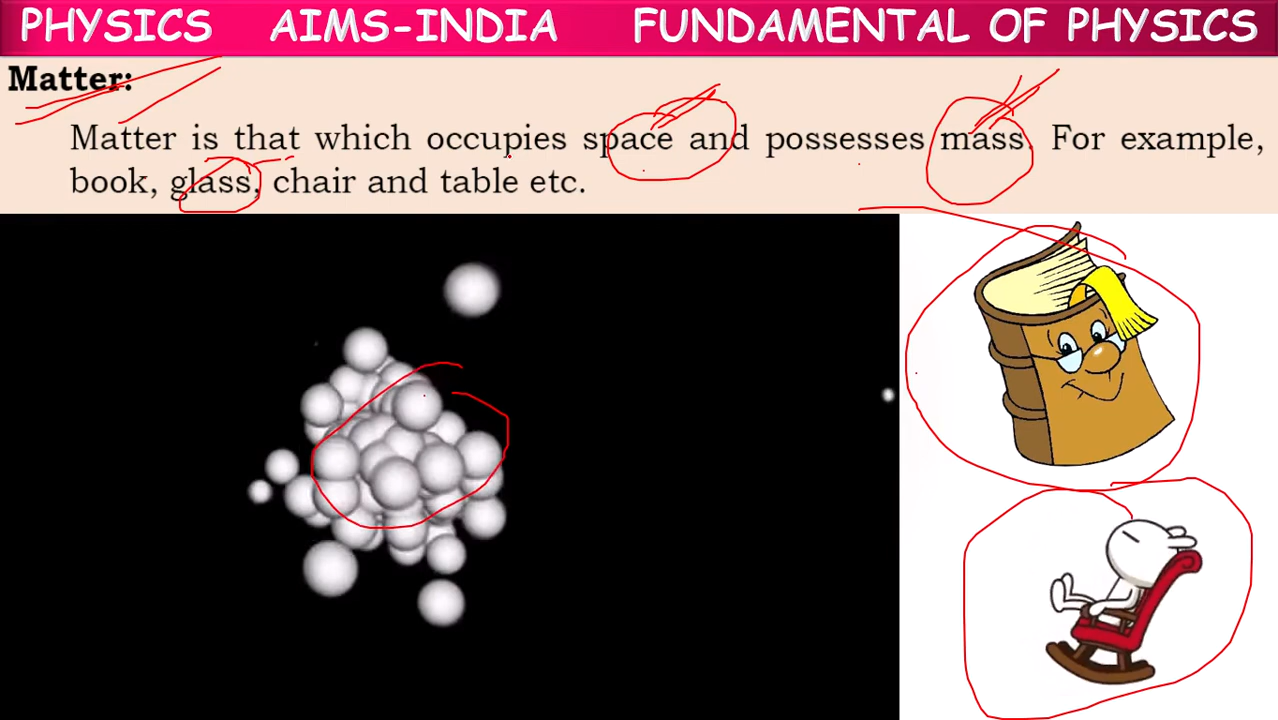 PHYSICS AIMS-INDIA FUNDAMENTAL OF PHYSICS
Matter:
Matter is that which occupies space and possesses mass. For example,
book, glass, chair and table etc.